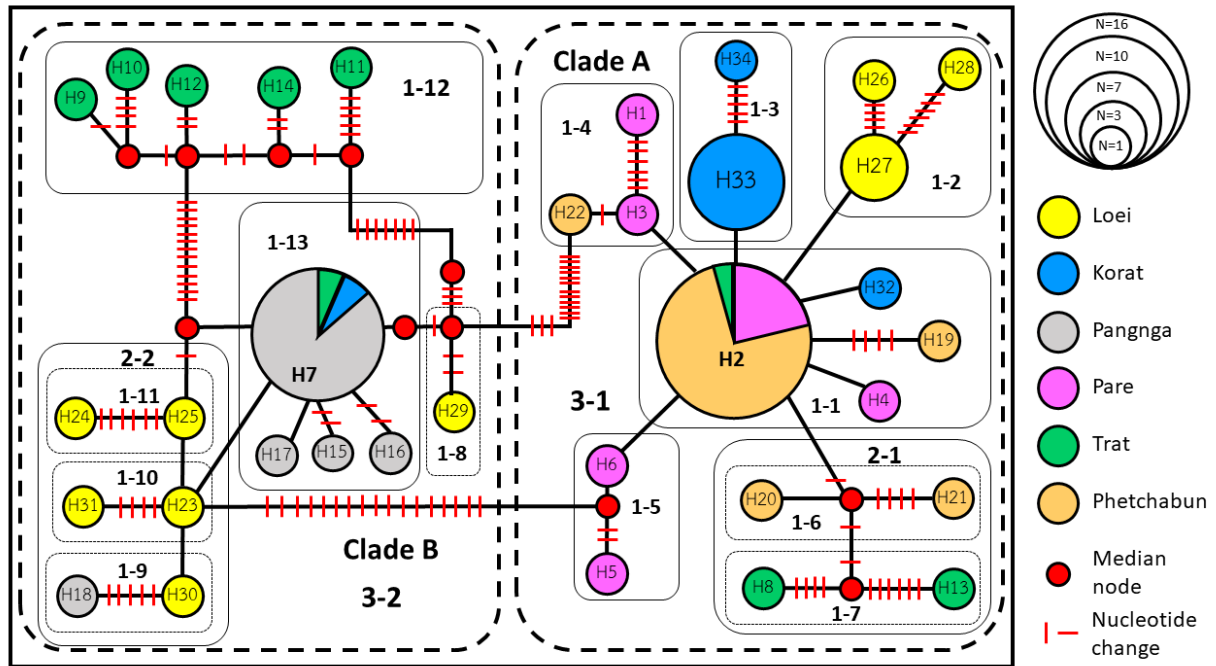 H10
H9
H12
H14
H11
1-12
1-13
H7
H17
H15
H16
H29
1-8
2-2
1-11
H24
H25
1-10
H31
H23
1-9
H18
H30
Clade B
3-2
Clade A
1-4
H1
H22
H3
H34
1-3
H33
H26
H28
H27
1-2
H32
H2
H19
H4
1-1
3-1
H6
1-5
H5
2-1
H20
H21
1-6
H8
H13
1-7
N=16
N=10
N=7
N=3
N=1
Loei
Korat
Pangnga
Pare
Trat
Phetchabun
Median
node
Nucleotide
change